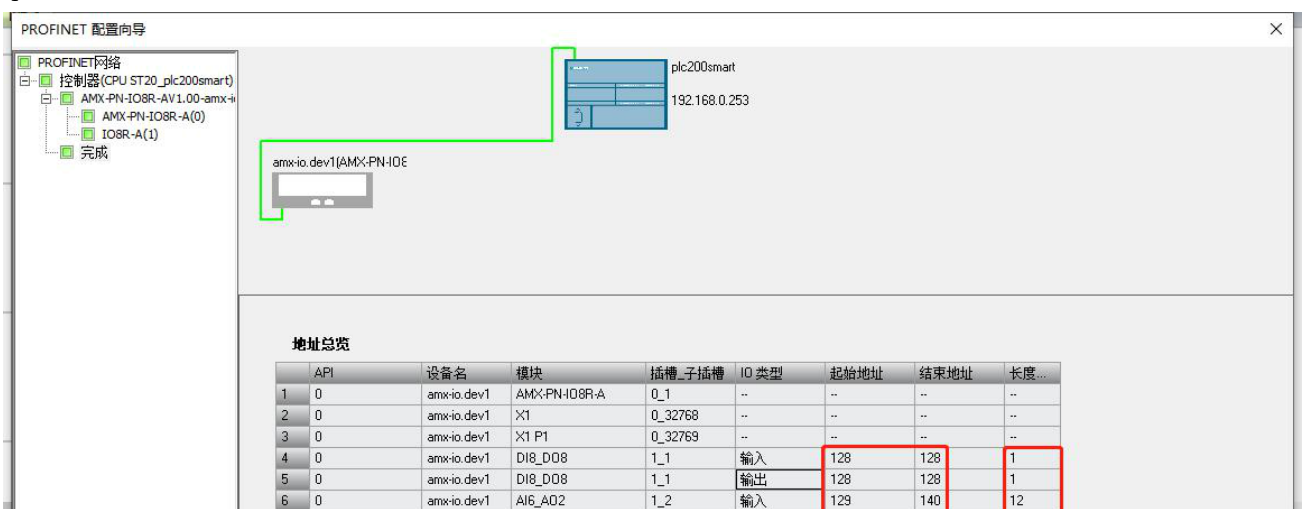 PROFINET 配置向导
PROFINET网络
控制器(CPU ST20_plc200smart)
AMX-PN-IO8R-AV1.00-amx-i
AMX-PN-IO8R-A(0)
IO8R-A(1)
完成
plc200smart
192.168.0.253
amx-io.dev1(AMX-PN-IO8
地址总览
API 设备名 模块 插槽_子插槽 IO 类型 起始地址 结束地址 长度...
1 0 amx-io.dev1 AMX-PN-IO8R-A 0_1 -- -- -- --
2 0 amx-io.dev1 X1 0_32768 -- -- -- --
3 0 amx-io.dev1 X1 P1 0_32769 -- -- -- --
4 0 amx-io.dev1 DI8_DO8 1_1 输入 128 128 1
5 0 amx-io.dev1 DI8_DO8 1_1 输出 128 128 1
6 0 amx-io.dev1 AI6_AO2 1_2 输入 129 140 12